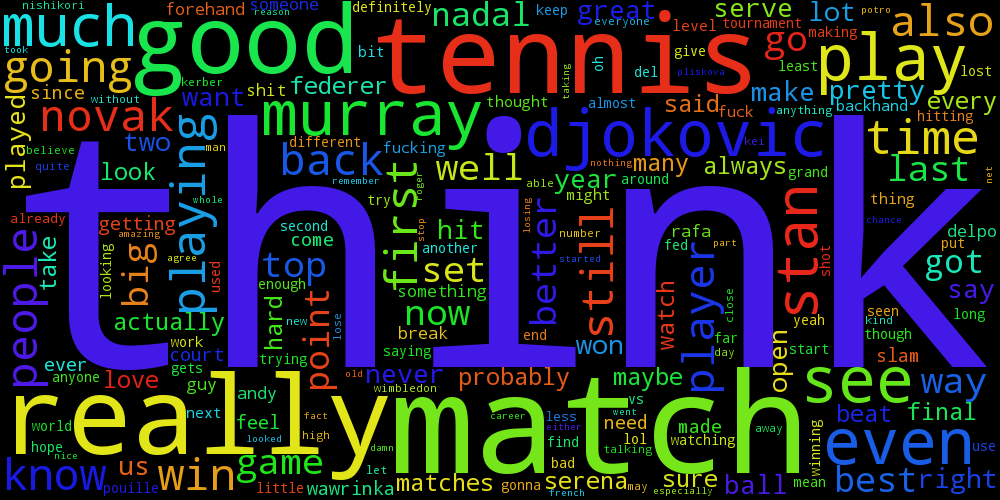 nishikori
forehand
someone
reason
definitely
nadal
keep
great
everyone
serve
potro
lot
making
also
much
good
took
bit
tennis
level
tournament
go
play
lost
going
kerber
federer
oh
del
give
pliskova
least
since
without
want
shit
taking
almost
said
make
pretty
backhand
every
played
novak
murray
thought
fuck
anything
hitting
believe
two
man
different
fucking
djokovic
kei
time
quite
look
playing
back
first
well
nothing
many
always
grand
last
net
whole
remember
try
roger
able
year
around
might
thing
chance
already
getting
second
come
stop
hit
losing
number
rafa
fed
part
stan
put
delpo
people
take
looking
amazing
big
agree
used
top
enough
another
set
something
started
better
still
think
player
close
shot
got
say
seen
long
actually
hard
new
point
lose
now
break
saying
end
won
watch
far
day
yeah
kind
though
work
court
gets
trying
start
slam
ever
anyone
love
guy
old
never
wimbledon
probably
maybe
open
see
way
really
next
andy
feel
fact
high
match
career
less
either
vs
went
need
made
away
winning
beat
final
world
hope
nice
looked
damn
find
lol
talking
watching
even
use
know
us
win
game
let
bad
sure
mean
best
right
pouille
little
wawrinka
matches
gonna
french
serena
may
especially
ball